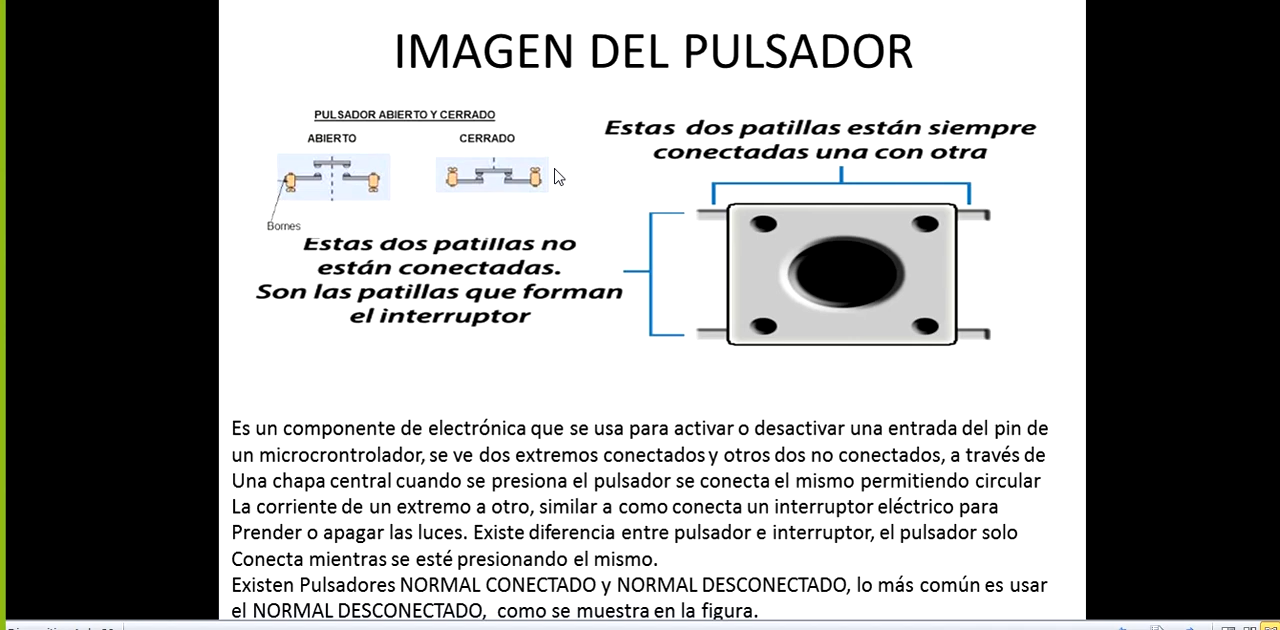 IMAGEN DEL PULSADOR
PULSADOR ABIERTO Y CERRADO
ABIERTO
CERRADO
Bornes
Estas dos patillas están siempre
conectadas una con otra
Estas dos patillas no
están conectadas.
Son las patillas que forman
el interruptor
Es un componente de electrónica que se usa para activar o desactivar una entrada del pin de
un microcrontrolador, se ve dos extremos conectados y otros dos no conectados, a través de
Una chapa central cuando se presiona el pulsador se conecta el mismo permitiendo circular
La corriente de un extremo a otro, similar a como conecta un interruptor eléctrico para
Prender o apagar las luces. Existe diferencia entre pulsador e interruptor, el pulsador solo
Conecta mientras se esté presionando el mismo.
Existen Pulsadores NORMAL CONECTADO y NORMAL DESCONECTADO, lo más común es usar
el NORMAL DESCONECTADO, como se muestra en la figura.